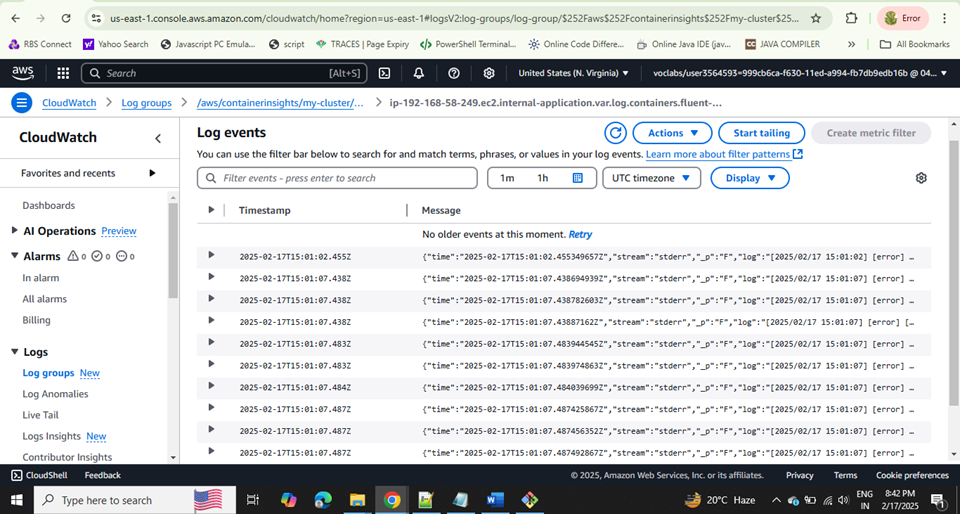 us-east-1.console.aws.amazon.com/cloudwatch/home?region=us-east-1#logsV2:log-groups/log-group/$252Faws$252Fcontainerinsights$252Fmy-cluster$25...
Error
RBS Connect Yahoo Search Javascript PC Emula... script TRACES | Page Expiry PowerShell Terminal... Online Code Differe... Online Java IDE (jav... JAVA COMPILER » All Bookmarks
aws Search [Alt+S] United States (N. Virginia) voclabs/user3564593=999cb6ca-f630-11ed-a994-fb7db9edb16b @ 04...
CloudWatch > Log groups > /aws/containerinsights/my-cluster/... > ip-192-168-58-249.ec2.internal-application.var.log.containers.fluent-...
CloudWatch
Favorites and recents
Dashboards
AI Operations Preview
Alarms 0 0 0
In alarm
All alarms
Billing
Logs
Log groups New
Log Anomalies
Live Tail
Logs Insights New
Contributor Insights
Log events
Actions
Start tailing
Create metric filter
You can use the filter bar below to search for and match terms, phrases, or values in your log events. Learn more about filter patterns
Filter events - press enter to search
1m 1h
UTC timezone
Display
Timestamp Message
No older events at this moment. Retry
2025-02-17T15:01:02.455Z {"time":"2025-02-17T15:01:02.455349657Z","stream":"stderr","_p":"F","log":"[2025/02/17 15:01:02] [error] …
2025-02-17T15:01:07.438Z {"time":"2025-02-17T15:01:07.438694939Z","stream":"stderr","_p":"F","log":"[2025/02/17 15:01:07] [error] …
2025-02-17T15:01:07.438Z {"time":"2025-02-17T15:01:07.438782603Z","stream":"stderr","_p":"F","log":"[2025/02/17 15:01:07] [error] …
2025-02-17T15:01:07.438Z {"time":"2025-02-17T15:01:07.43887162Z","stream":"stderr","_p":"F","log":"[2025/02/17 15:01:07] [error] […
2025-02-17T15:01:07.483Z {"time":"2025-02-17T15:01:07.483944545Z","stream":"stderr","_p":"F","log":"[2025/02/17 15:01:07] [error] …
2025-02-17T15:01:07.483Z {"time":"2025-02-17T15:01:07.483974863Z","stream":"stderr","_p":"F","log":"[2025/02/17 15:01:07] [error] …
2025-02-17T15:01:07.484Z {"time":"2025-02-17T15:01:07.484039699Z","stream":"stderr","_p":"F","log":"[2025/02/17 15:01:07] [error] …
2025-02-17T15:01:07.487Z {"time":"2025-02-17T15:01:07.487425867Z","stream":"stderr","_p":"F","log":"[2025/02/17 15:01:07] [error] …
2025-02-17T15:01:07.487Z {"time":"2025-02-17T15:01:07.487456352Z","stream":"stderr","_p":"F","log":"[2025/02/17 15:01:07] [error] …
2025-02-17T15:01:07.487Z {"time":"2025-02-17T15:01:07.487492867Z","stream":"stderr","_p":"F","log":"[2025/02/17 15:01:07] [error] …
CloudShell Feedback © 2025, Amazon Web Services, Inc. or its affiliates. Privacy Terms Cookie preferences
Type here to search
20°C Haze
ENG
IN
8:42 PM
2/17/2025
1